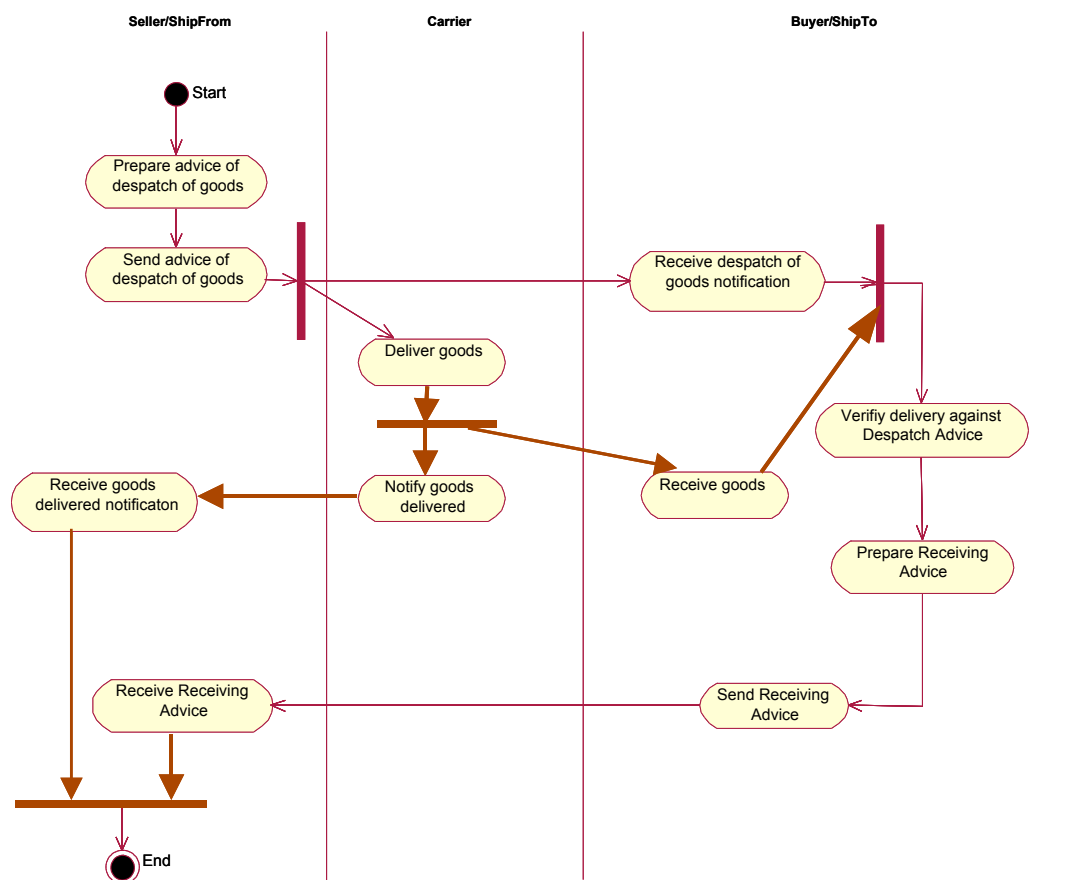 Seller/ShipFrom
Carrier
Buyer/ShipTo
Start
Prepare advice of
despatch of goods
Send advice of
despatch of goods
Receive despatch of
goods notification
Deliver goods
Verifiy delivery against
Despatch Advice
Receive goods
delivered notificaton
Notify goods
delivered
Receive goods
Prepare Receiving
Advice
Receive Receiving
Advice
Send Receiving
Advice
End